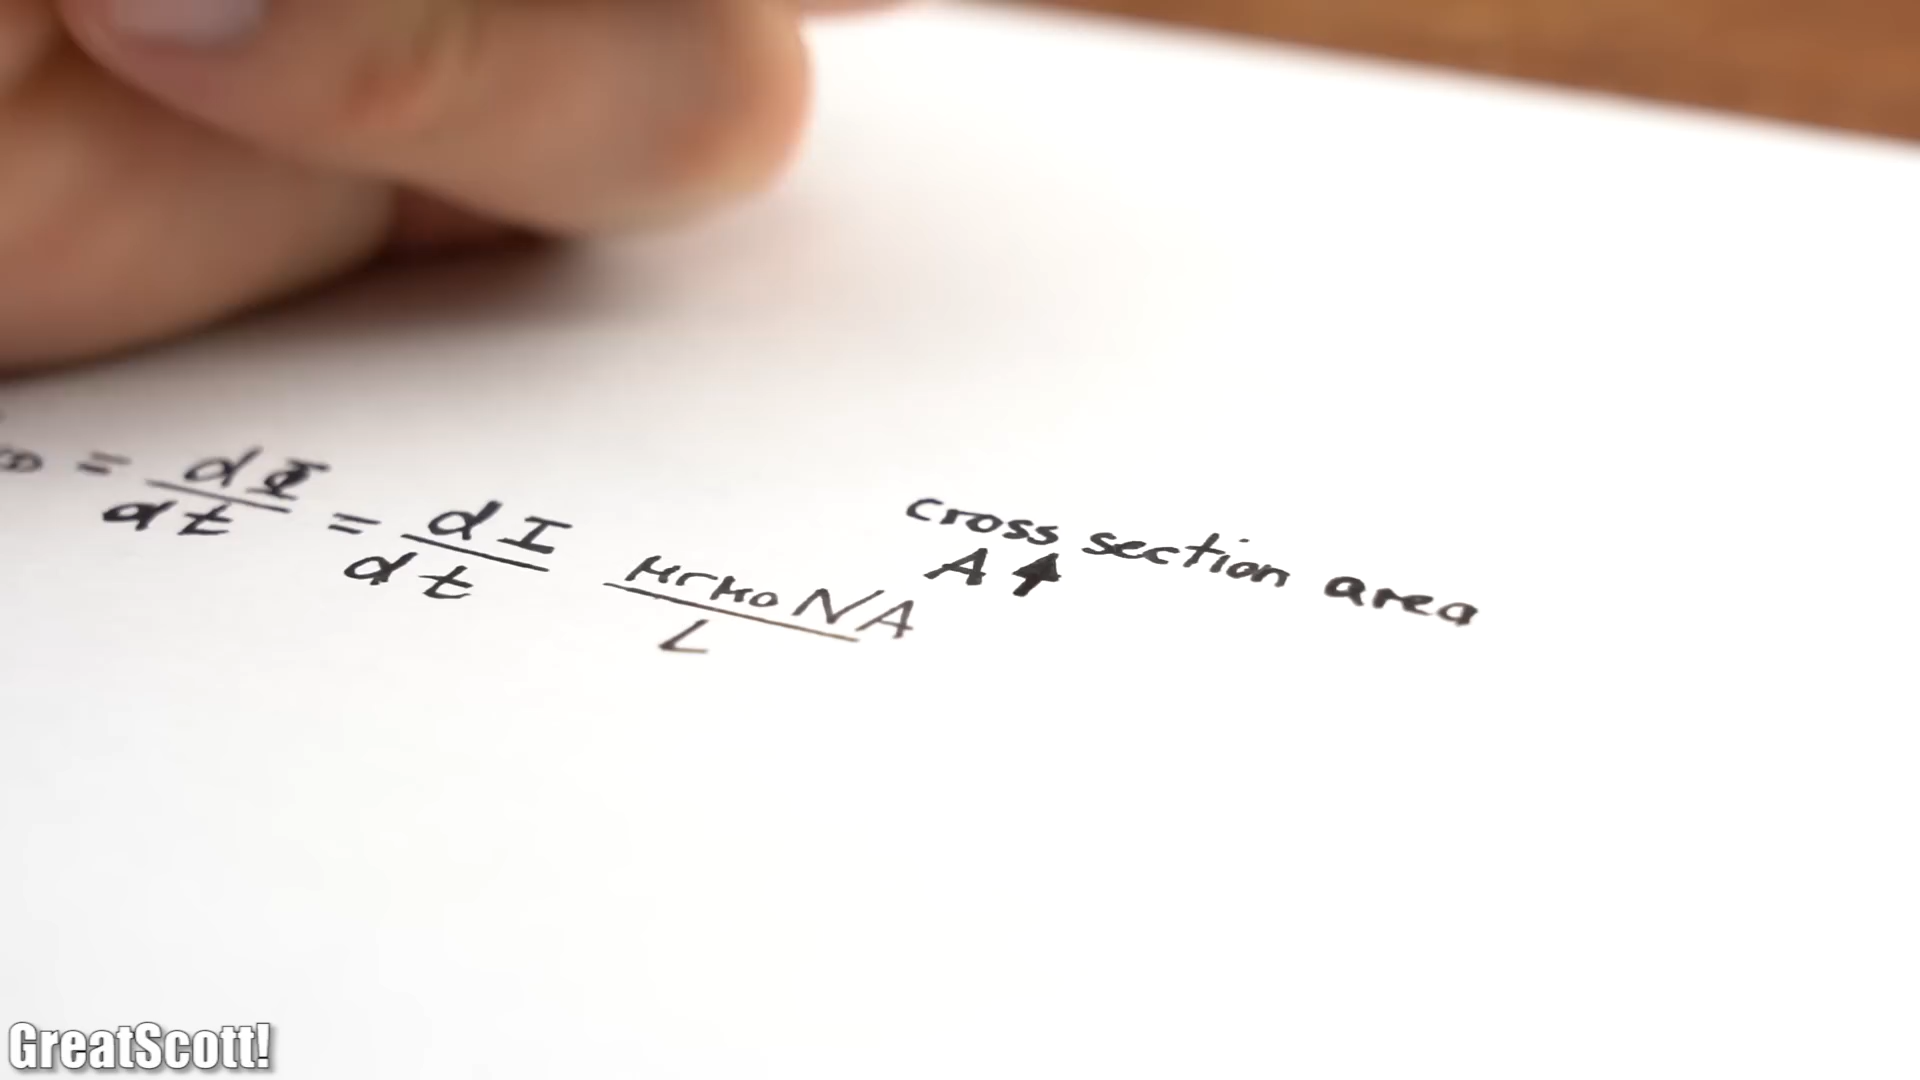 cross section area
A ↑
= dΦ/dt = dI/dt μrμ0NA/L
GreatScott!